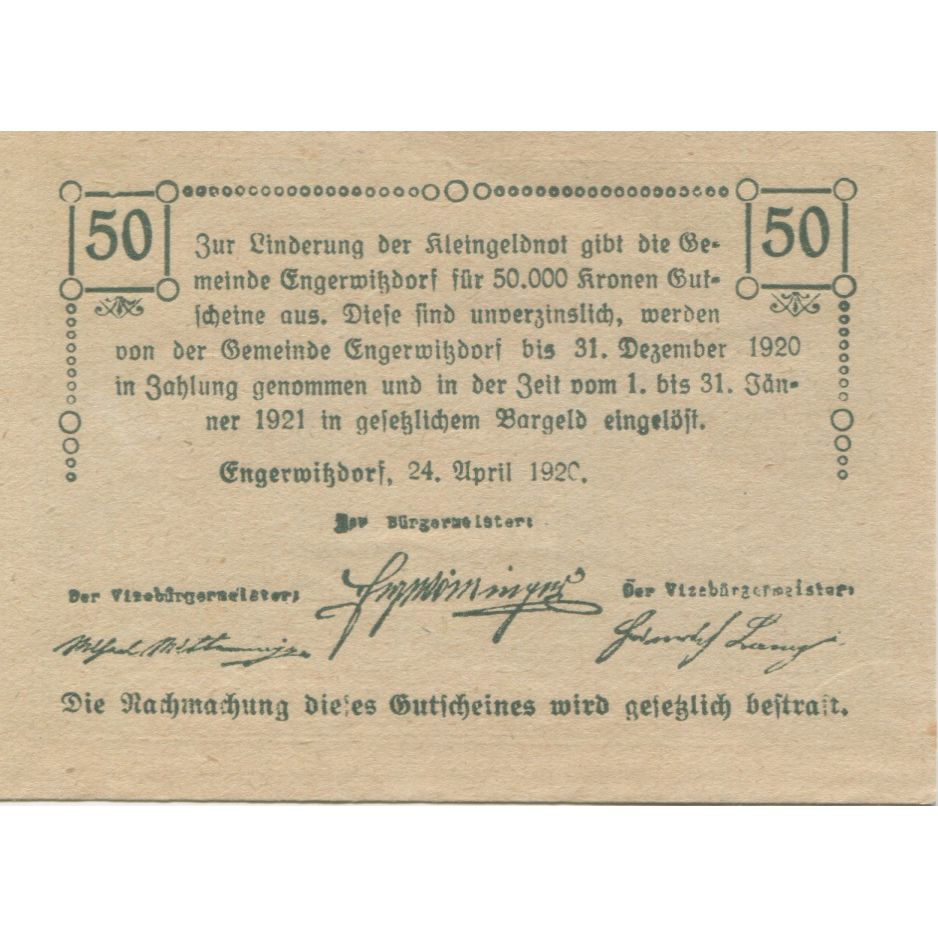 50 50
Zur Linderung der Kleingeldnot gibt die Ge-
meinde Engerwitzdorf für 50.000 Kronen Gut-
scheine aus. Diese sind unverzinslich, werden
von der Gemeinde Engerwitzdorf bis 31. Dezember 1920
in Zahlung genommen und in der Zeit vom 1. bis 31. Jän-
ner 1921 in gesetzlichem Bargeld eingelöst.
Engerwitzdorf, 24. April 1920.
Der Bürgermeister:
Der Vizebürgermeister: Der Vizebürgermeister:
Heinrich Lang
Die Nachmachung dieses Gutscheines wird gesetzlich bestraft.